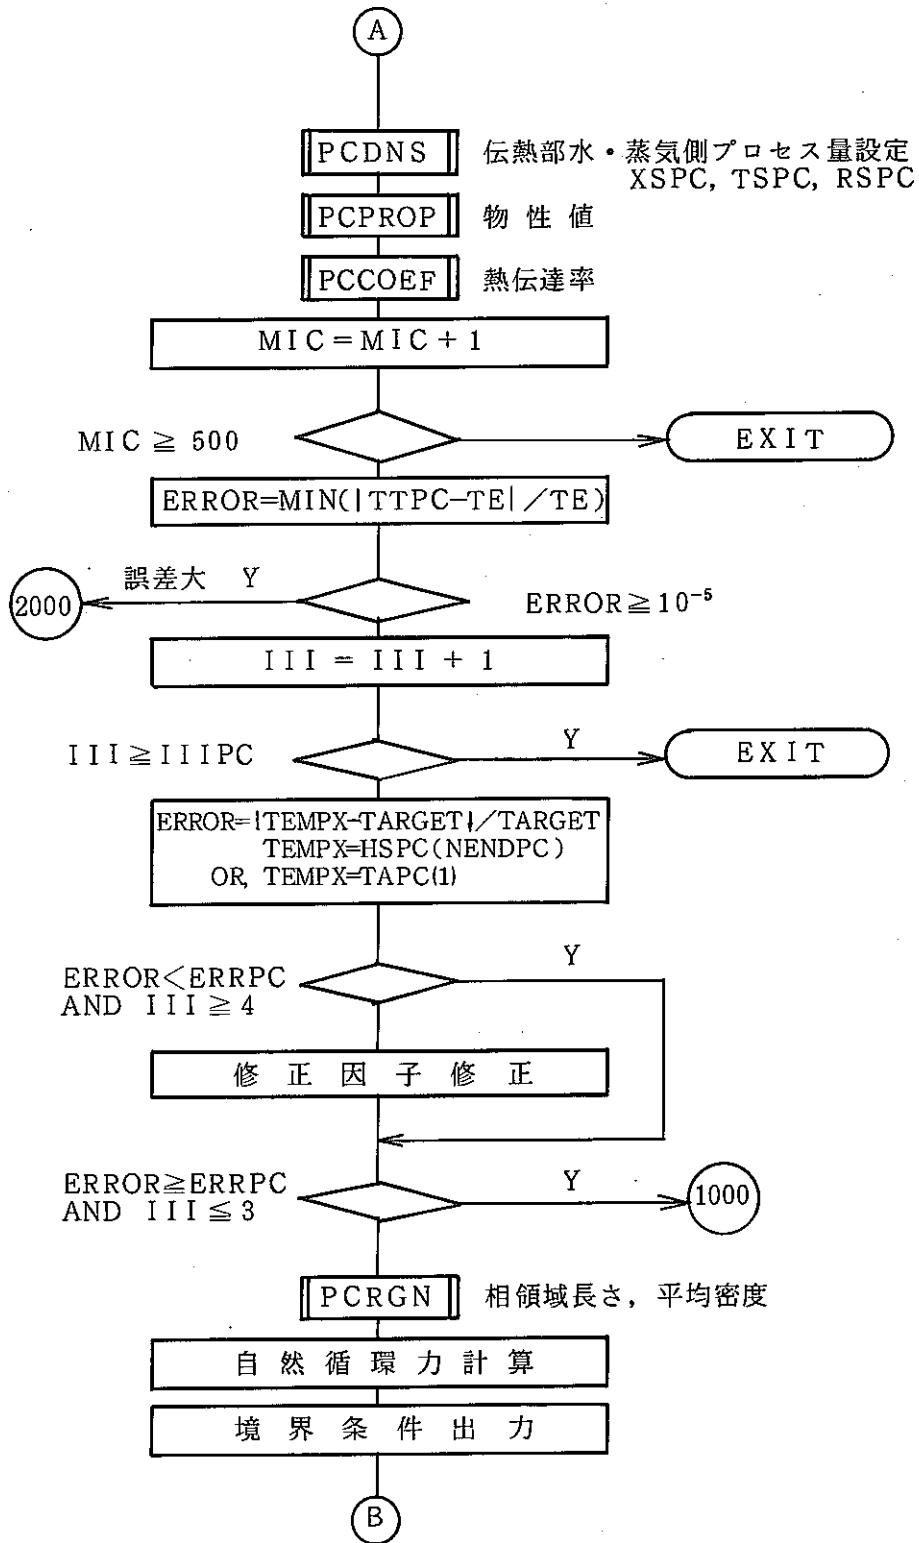 A
PCDNS 伝熱部水・蒸気側プロセス量設定
XSPC, TSPC, RSPC
PCPROP 物性値
PCCOEF 熱伝達率
MIC=MIC+1
MIC≧500 EXIT
ERROR=MIN(|TTPC-TE|/TE)
誤差大 Y
2000 ERROR≧10⁻⁵
III = III + 1
Y
III≧IIIPC EXIT
ERROR=|TEMPX-TARGET|/TARGET
TEMPX=HSPC(NENDPC)
OR, TEMPX=TAPC(1)
Y
ERROR<ERRPC
AND III≧4
修正因子修正
ERROR≧ERRPC Y
AND III≦3 1000
PCRGN 相領域長さ，平均密度
自然循環力計算
境界条件出力
B